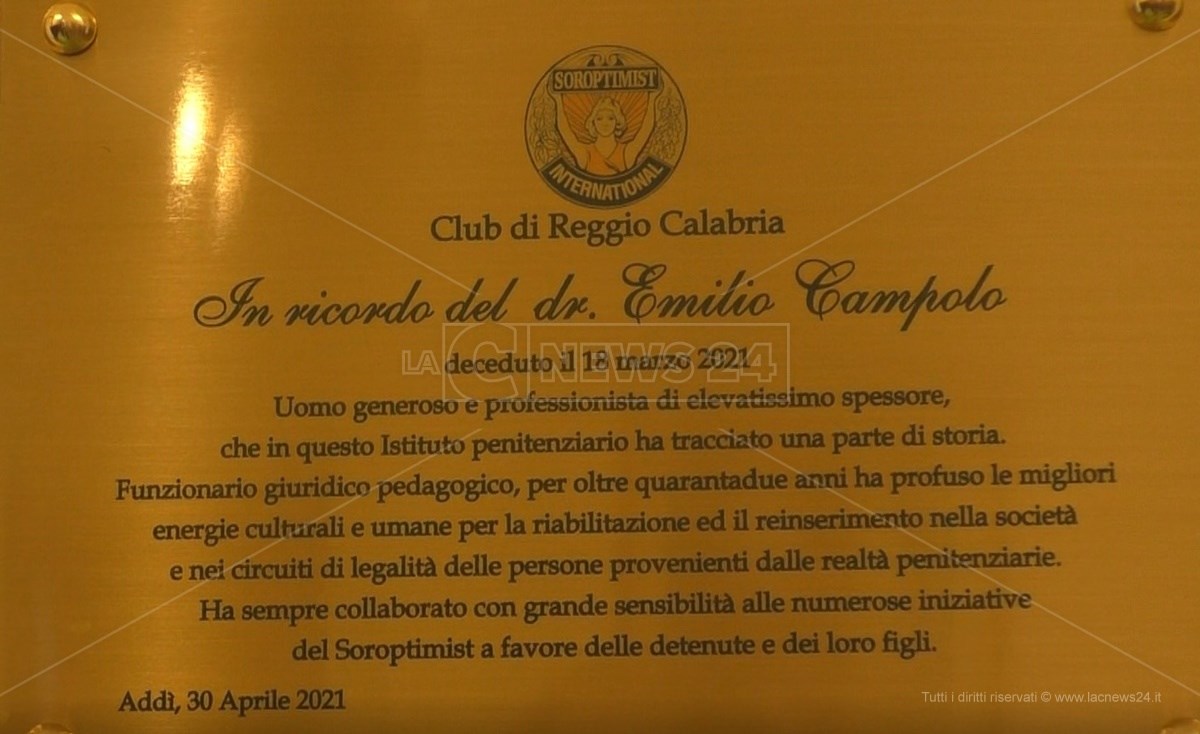 SOROPTIMIST
INTERNATIONAL
Club di Reggio Calabria
In ricordo del dr. Emilio Campolo
deceduto il 18 marzo 2021
LA C NEWS 24
Uomo generoso e professionista di elevatissimo spessore,
che in questo Istituto penitenziario ha tracciato una parte di storia.
Funzionario giuridico pedagogico, per oltre quarantadue anni ha profuso le migliori
energie culturali e umane per la riabilitazione ed il reinserimento nella società
e nei circuiti di legalità delle persone provenienti dalle realtà penitenziarie.
Ha sempre collaborato con grande sensibilità alle numerose iniziative
del Soroptimist a favore delle detenute e dei loro figli.
Addì, 30 Aprile 2021
Tutti i diritti riservati © www.lacnews24.it